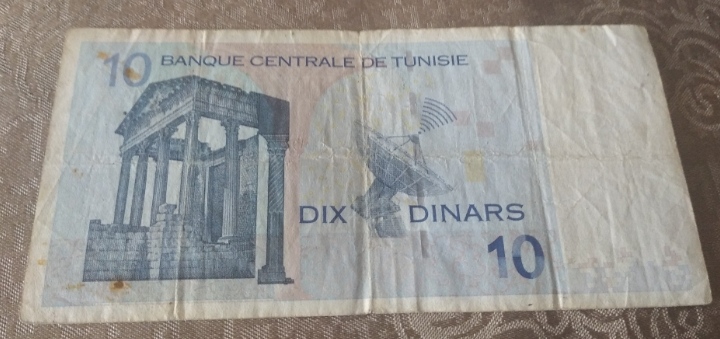 10 BANQUE CENTRALE DE TUNISIE
DIX DINARS
10